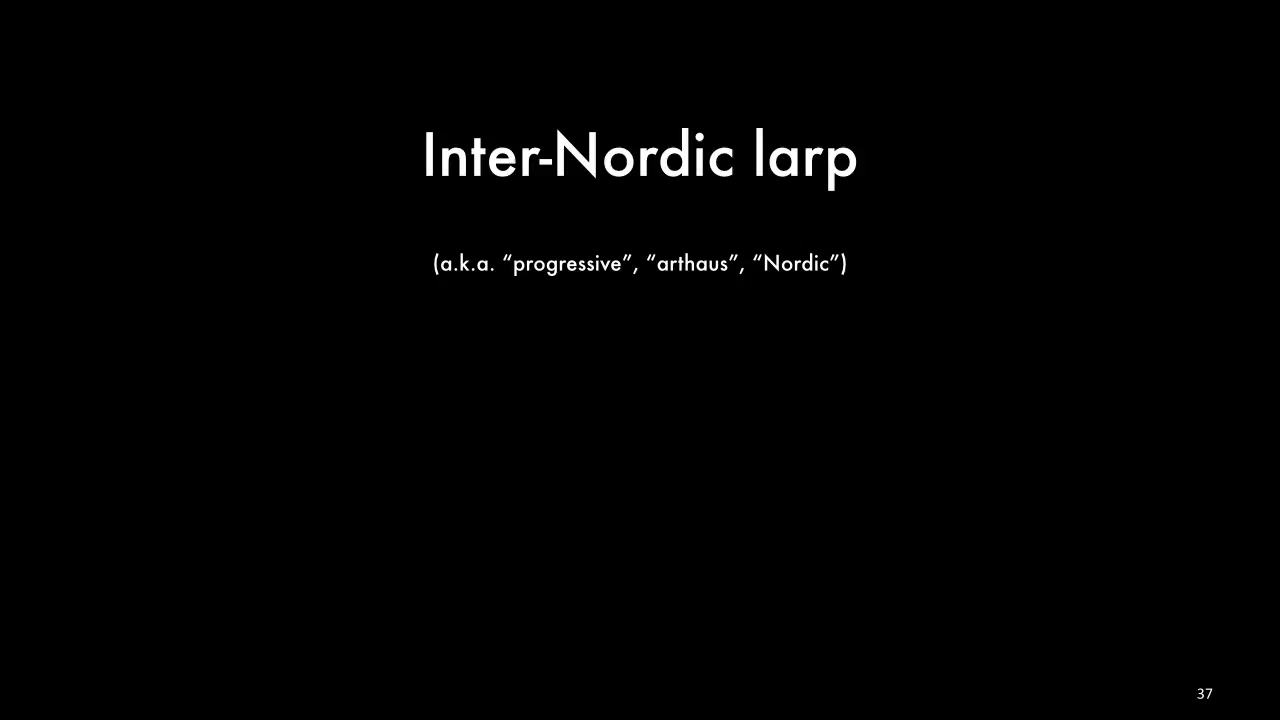 Inter-Nordic larp
(a.k.a. “progressive”, “arthaus”, “Nordic”)
37